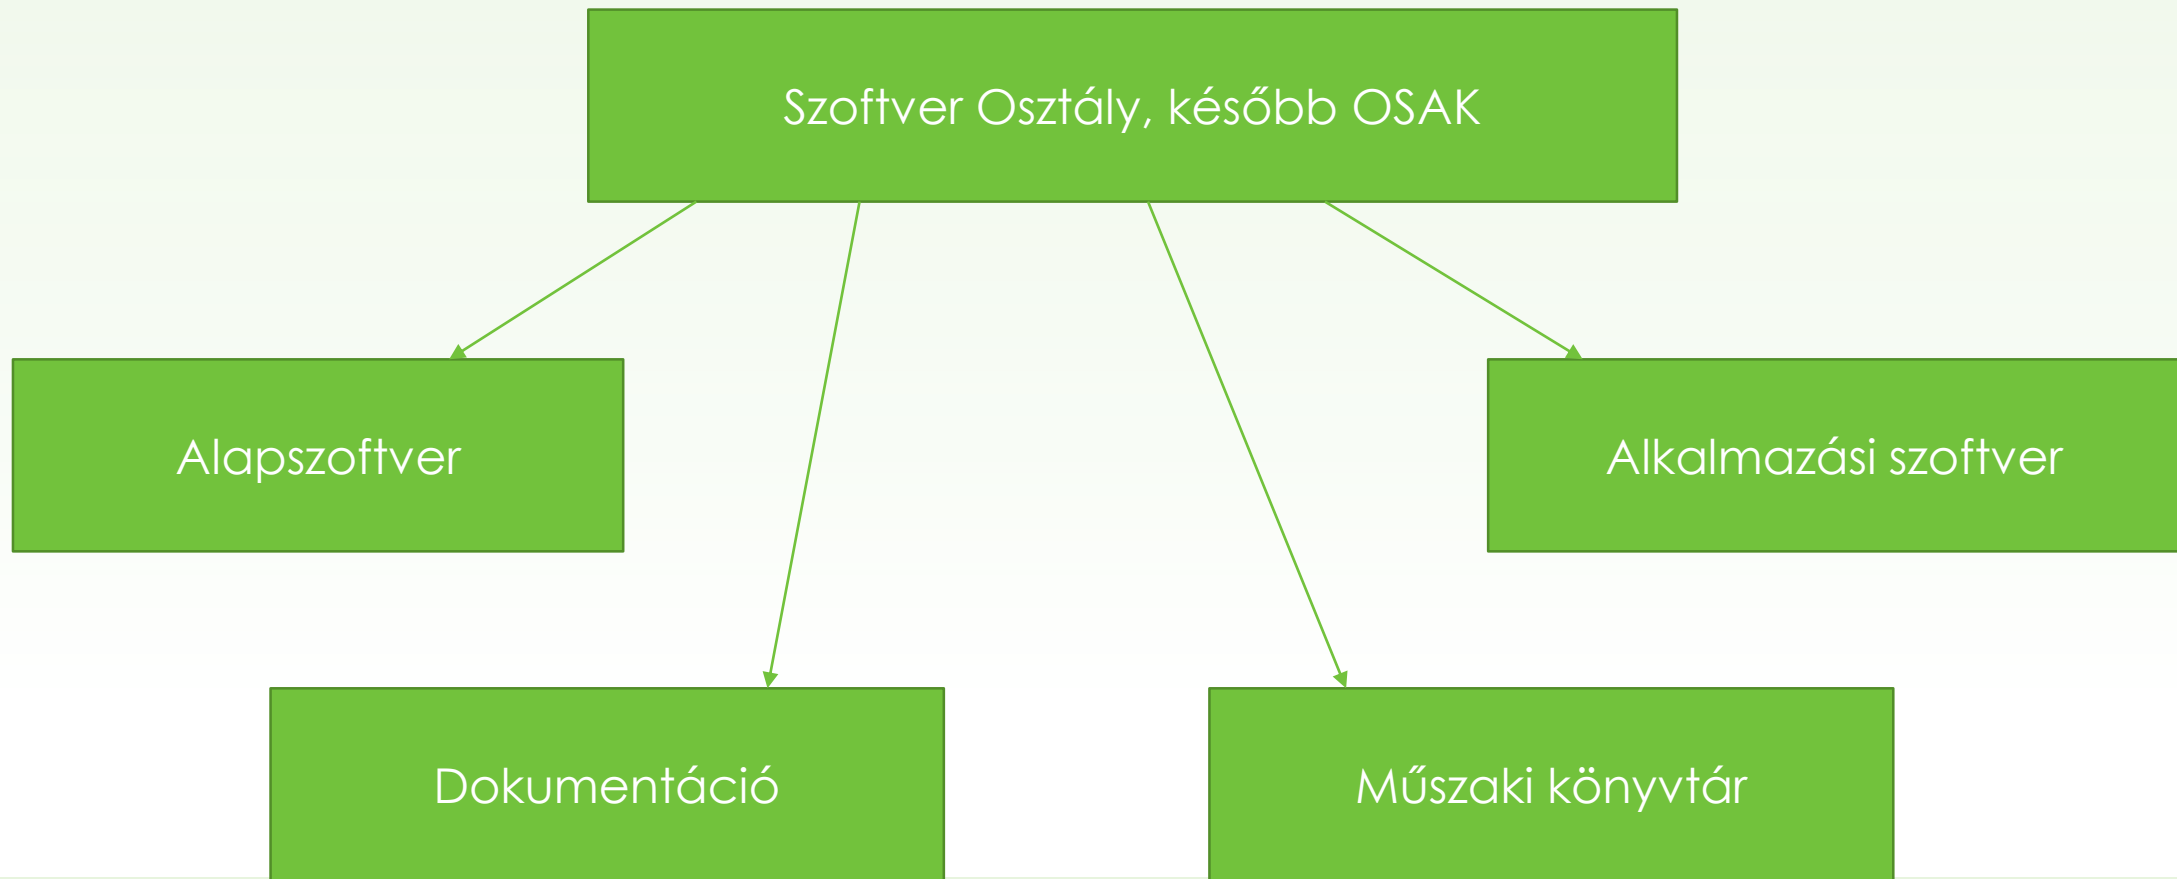 Szoftver Osztály, később OSAK
Alapszoftver
Alkalmazási szoftver
Dokumentáció
Műszaki könyvtár